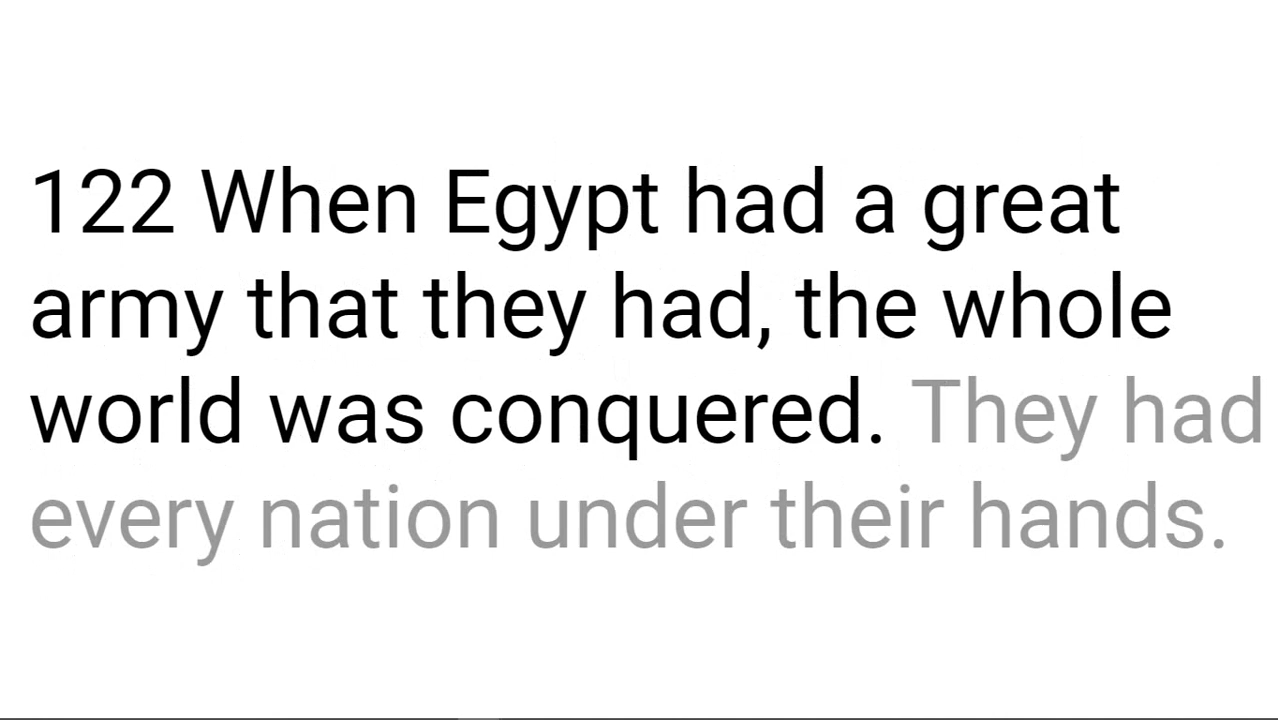 122 When Egypt had a great
army that they had, the whole
world was conquered. They had
every nation under their hands.